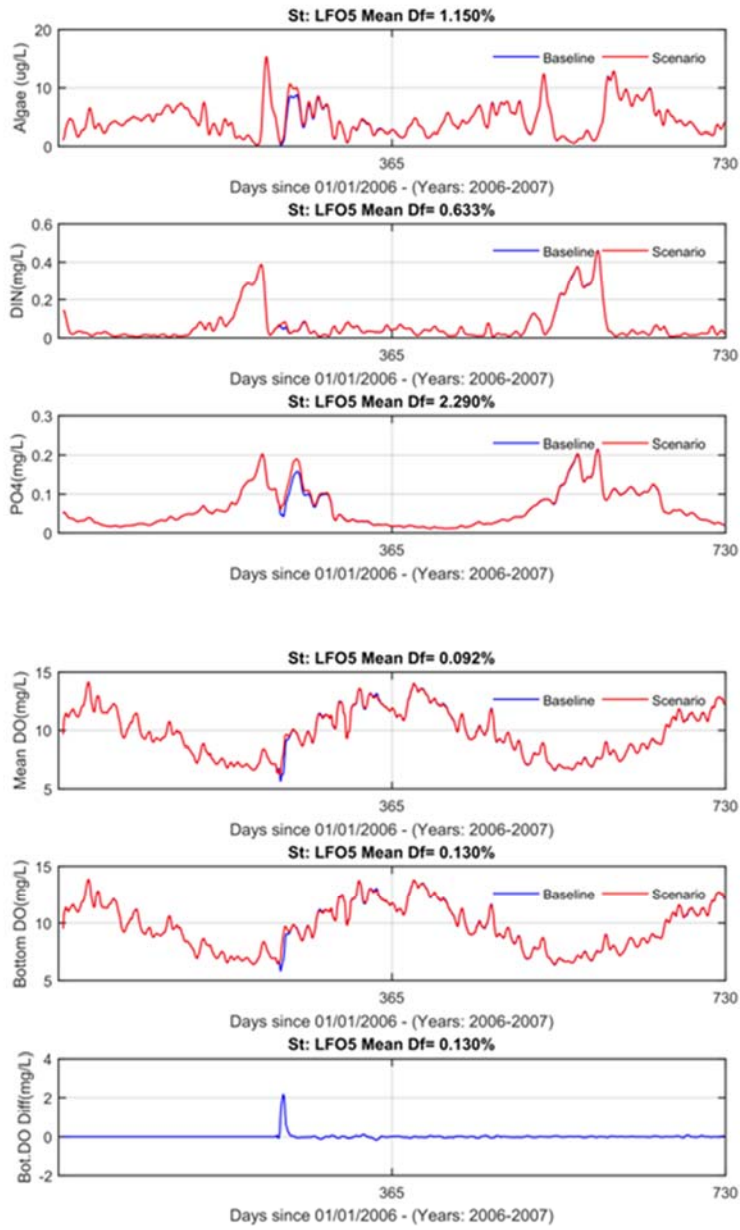 St: LFO5 Mean Df= 1.150%
20
Baseline Scenario
10
Algae (ug/L)
0
365 730
Days since 01/01/2006 - (Years: 2006-2007)
St: LFO5 Mean Df= 0.633%
0.6
Baseline Scenario
0.4
DIN(mg/L)
0.2
0
365 730
Days since 01/01/2006 - (Years: 2006-2007)
St: LFO5 Mean Df= 2.290%
0.3
Baseline Scenario
0.2
PO4(mg/L)
0.1
0
365 730
Days since 01/01/2006 - (Years: 2006-2007)
St: LFO5 Mean Df= 0.092%
15
Baseline Scenario
10
Mean DO(mg/L)
5
365 730
Days since 01/01/2006 - (Years: 2006-2007)
St: LFO5 Mean Df= 0.130%
15
Baseline Scenario
10
Bottom DO(mg/L)
5
365 730
Days since 01/01/2006 - (Years: 2006-2007)
St: LFO5 Mean Df= 0.130%
4
2
Bot.DO Diff(mg/L)
0
-2
365 730
Days since 01/01/2006 - (Years: 2006-2007)